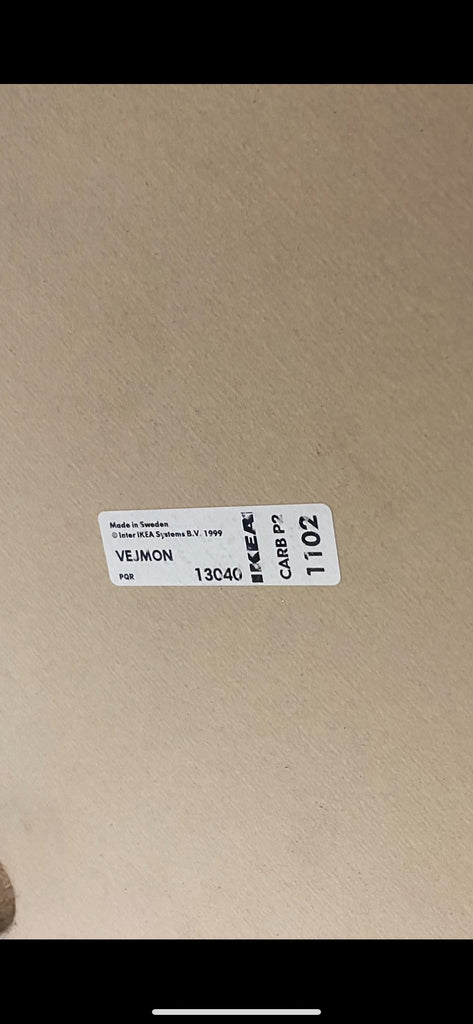 Made in Sweden
© Inter IKEA Systems B.V. 1999
VEJMON
PQR 13040
IKEA
CARB P2
1102